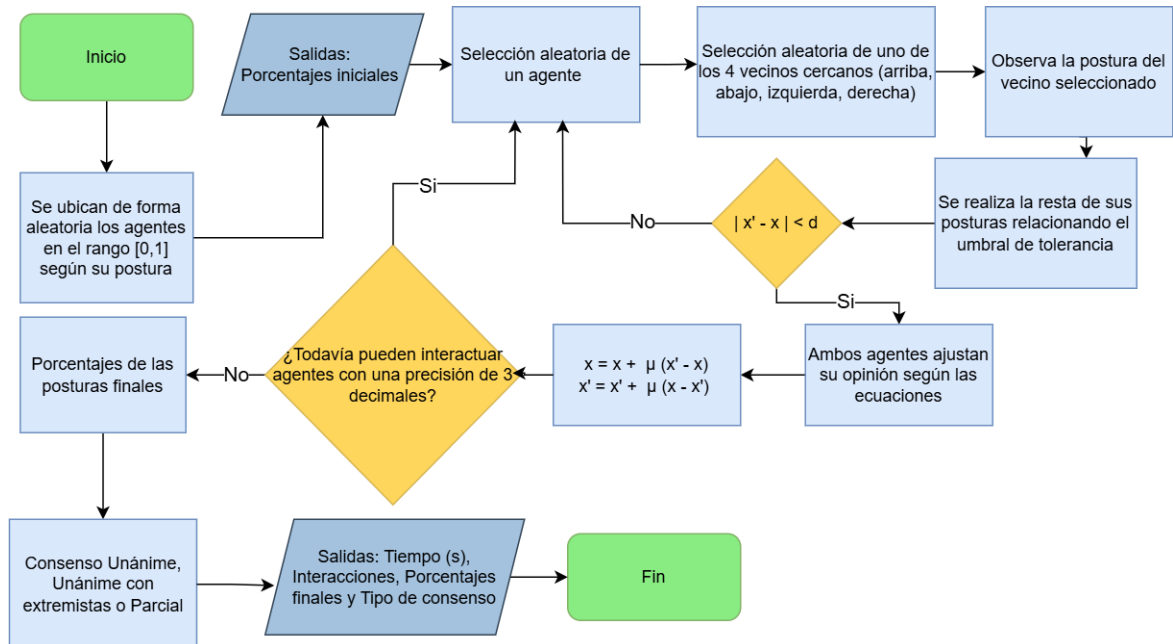 Inicio
Se ubican de forma
aleatoria los agentes
en el rango [0,1]
según su postura
Salidas:
Porcentajes iniciales
Selección aleatoria de
un agente
Selección aleatoria de uno de
los 4 vecinos cercanos (arriba,
abajo, izquierda, derecha)
Observa la postura del
vecino seleccionado
Se realiza la resta de sus
posturas relacionando el
umbral de tolerancia
| x' - x | < d
No
Si
Ambos agentes ajustan
su opinión según las
ecuaciones
x = x + μ (x' - x)
x' = x' + μ (x - x')
¿Todavía pueden interactuar
agentes con una precisión de 3
decimales?
Si
No
Porcentajes de las
posturas finales
Consenso Unánime,
Unánime con
extremistas o Parcial
Salidas: Tiempo (s),
Interacciones, Porcentajes
finales y Tipo de consenso
Fin